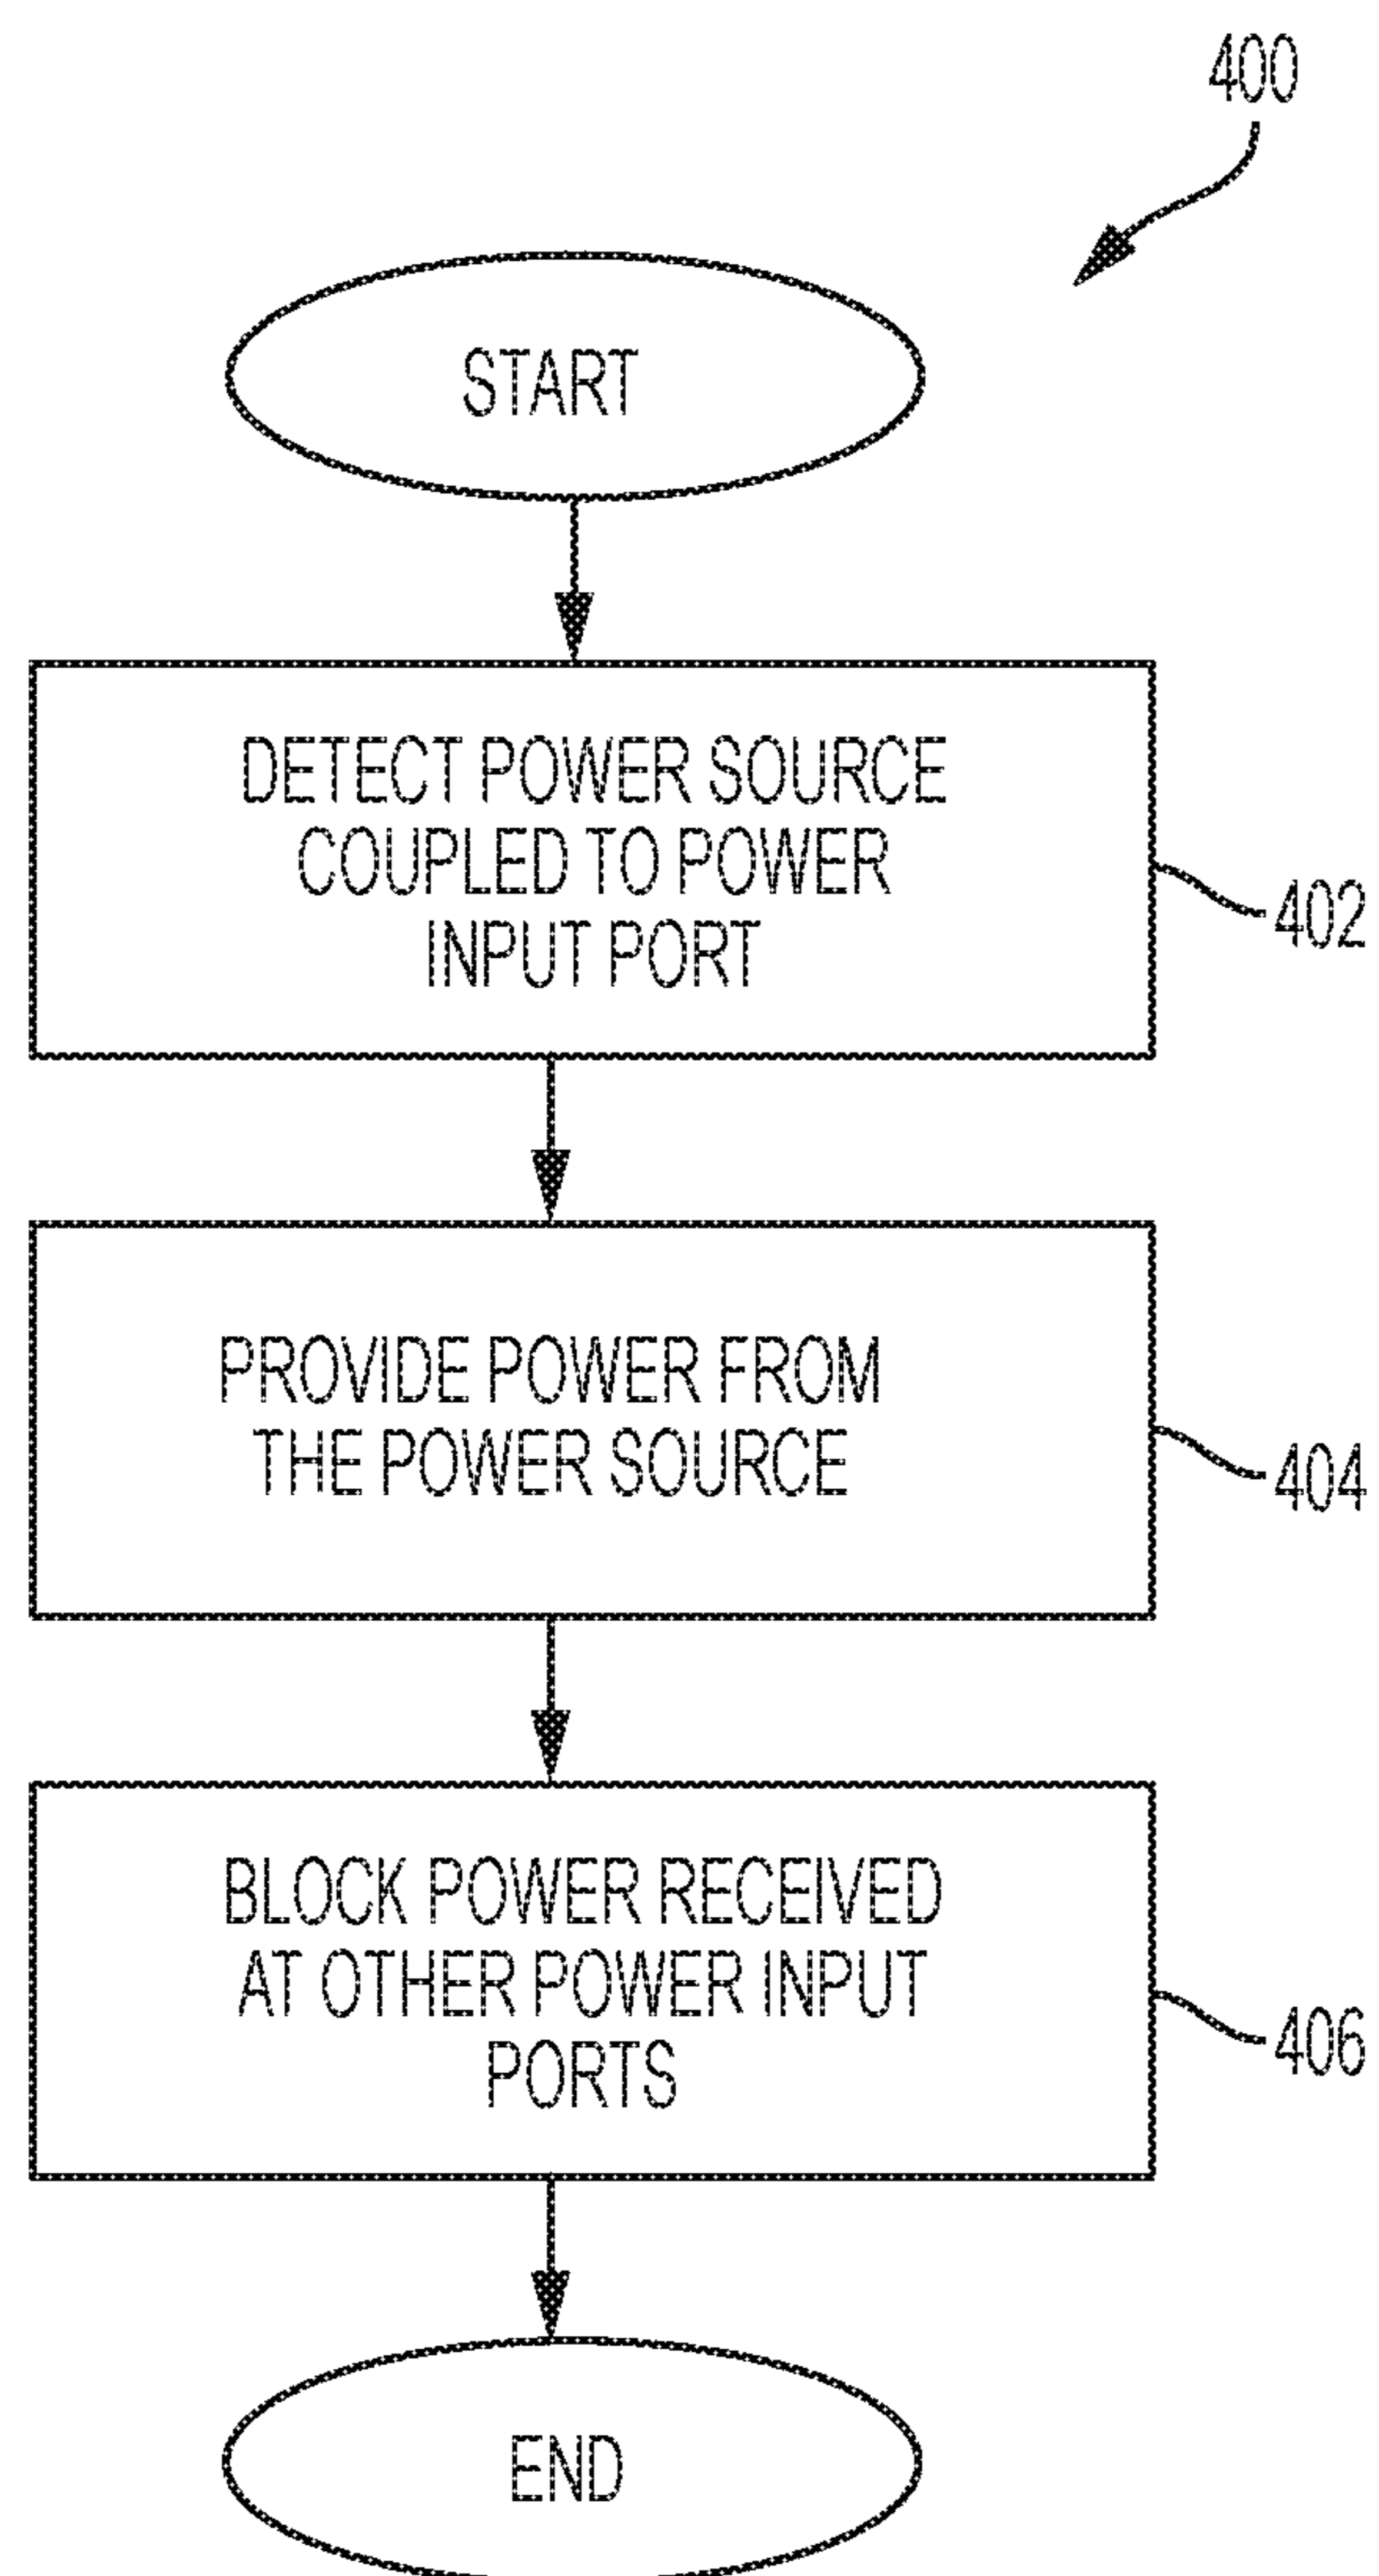 400
START
DETECT POWER SOURCE
COUPLED TO POWER
INPUT PORT
402
PROVIDE POWER FROM
THE POWER SOURCE
404
BLOCK POWER RECEIVED
AT OTHER POWER INPUT
PORTS
406
END